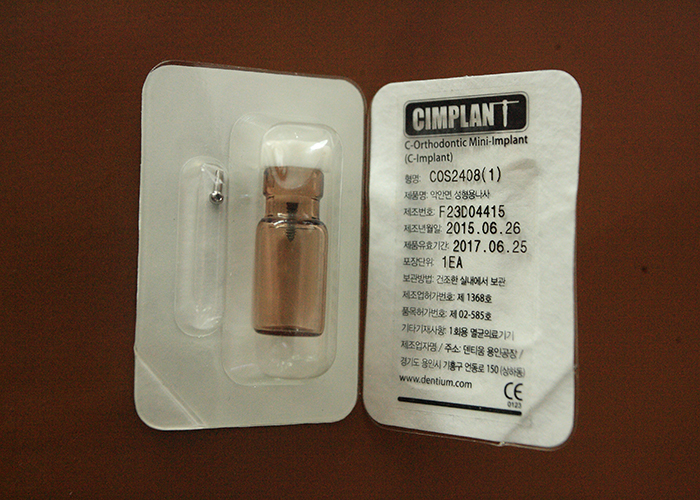 CIMPLANT
C-Orthodontic Mini-Implant
(C-Implant)
형명: COS2408(1)
제품명: 악안면 성형용나사
제조번호: F23D04415
제조년월일: 2015.06.26
제품유효기간: 2017.06.25
포장단위: 1EA
보관방법: 건조한 실내에서 보관
제조업허가번호: 제 1368호
품목허가번호: 제 02-585호
기타기재사항: 1회용 멸균의료기기
제조업자명 / 주소: 덴티움 용인공장 /
경기도 용인시 기흥구 언동로 150 (상하동)
www.dentium.com
CE
0123